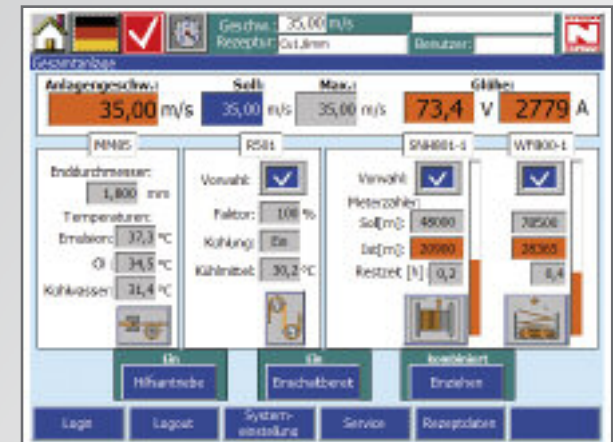 Geschw.: 35,00 m/s
Rezeptur: Cu1,8mm Benutzer:
Gesamtanlage
Anlagengeschw.: Soll: Max.: Glühe:
35,00 m/s 35,00 m/s 35,00 m/s 73,4 V 2779 A
MM85 R501 SNH801-1 WF800-1
Enddurchmesser: Vorwahl: Vorwahl:
1,800 mm Meterzähler:
Temperaturen: Faktor: 100 % Soll[m]: 48000 78500
Emulsion: 37,3 °C Kühlung: Ein Ist[m]: 20980 28365
Öl: 34,5 °C Kühlmittel: 30,2 °C Restzeit [h]: 0,2 0,4
Kühlwasser: 31,4 °C
Ein Ein kombiniert
Hilfsantriebe Einschaltbereit Einziehen
Login Logout System-einstellung Service Rezeptdaten